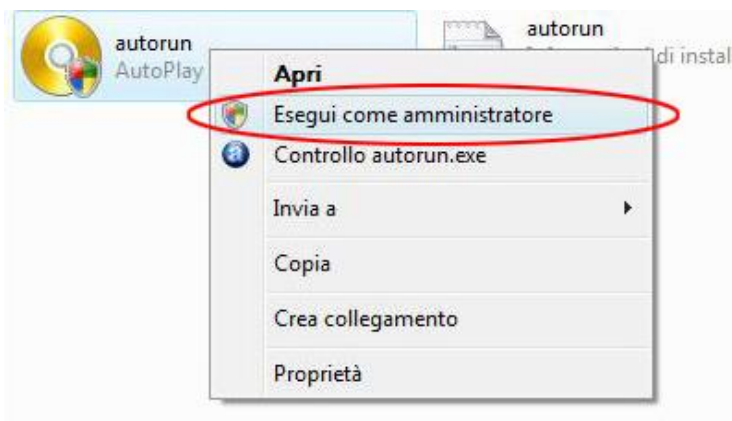 autorun
AutoPlay
autorun
di instal
Apri
Esegui come amministratore
Controllo autorun.exe
Invia a
Copia
Crea collegamento
Proprietà